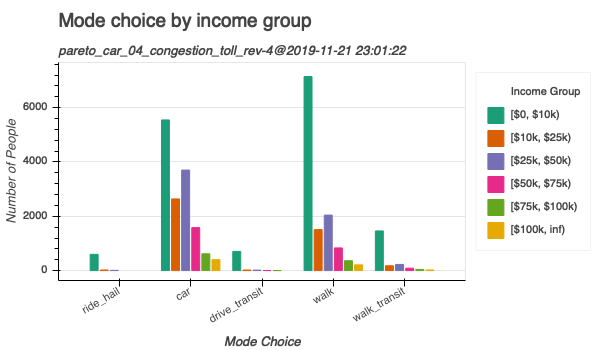 Mode choice by income group
pareto_car_04_congestion_toll_rev-4@2019-11-21 23:01:22
Number of People
6000
4000
2000
0
ride_hail
car
drive_transit
walk
walk_transit
Mode Choice
Income Group
[$0, $10k)
[$10k, $25k)
[$25k, $50k)
[$50k, $75k)
[$75k, $100k)
[$100k, inf)